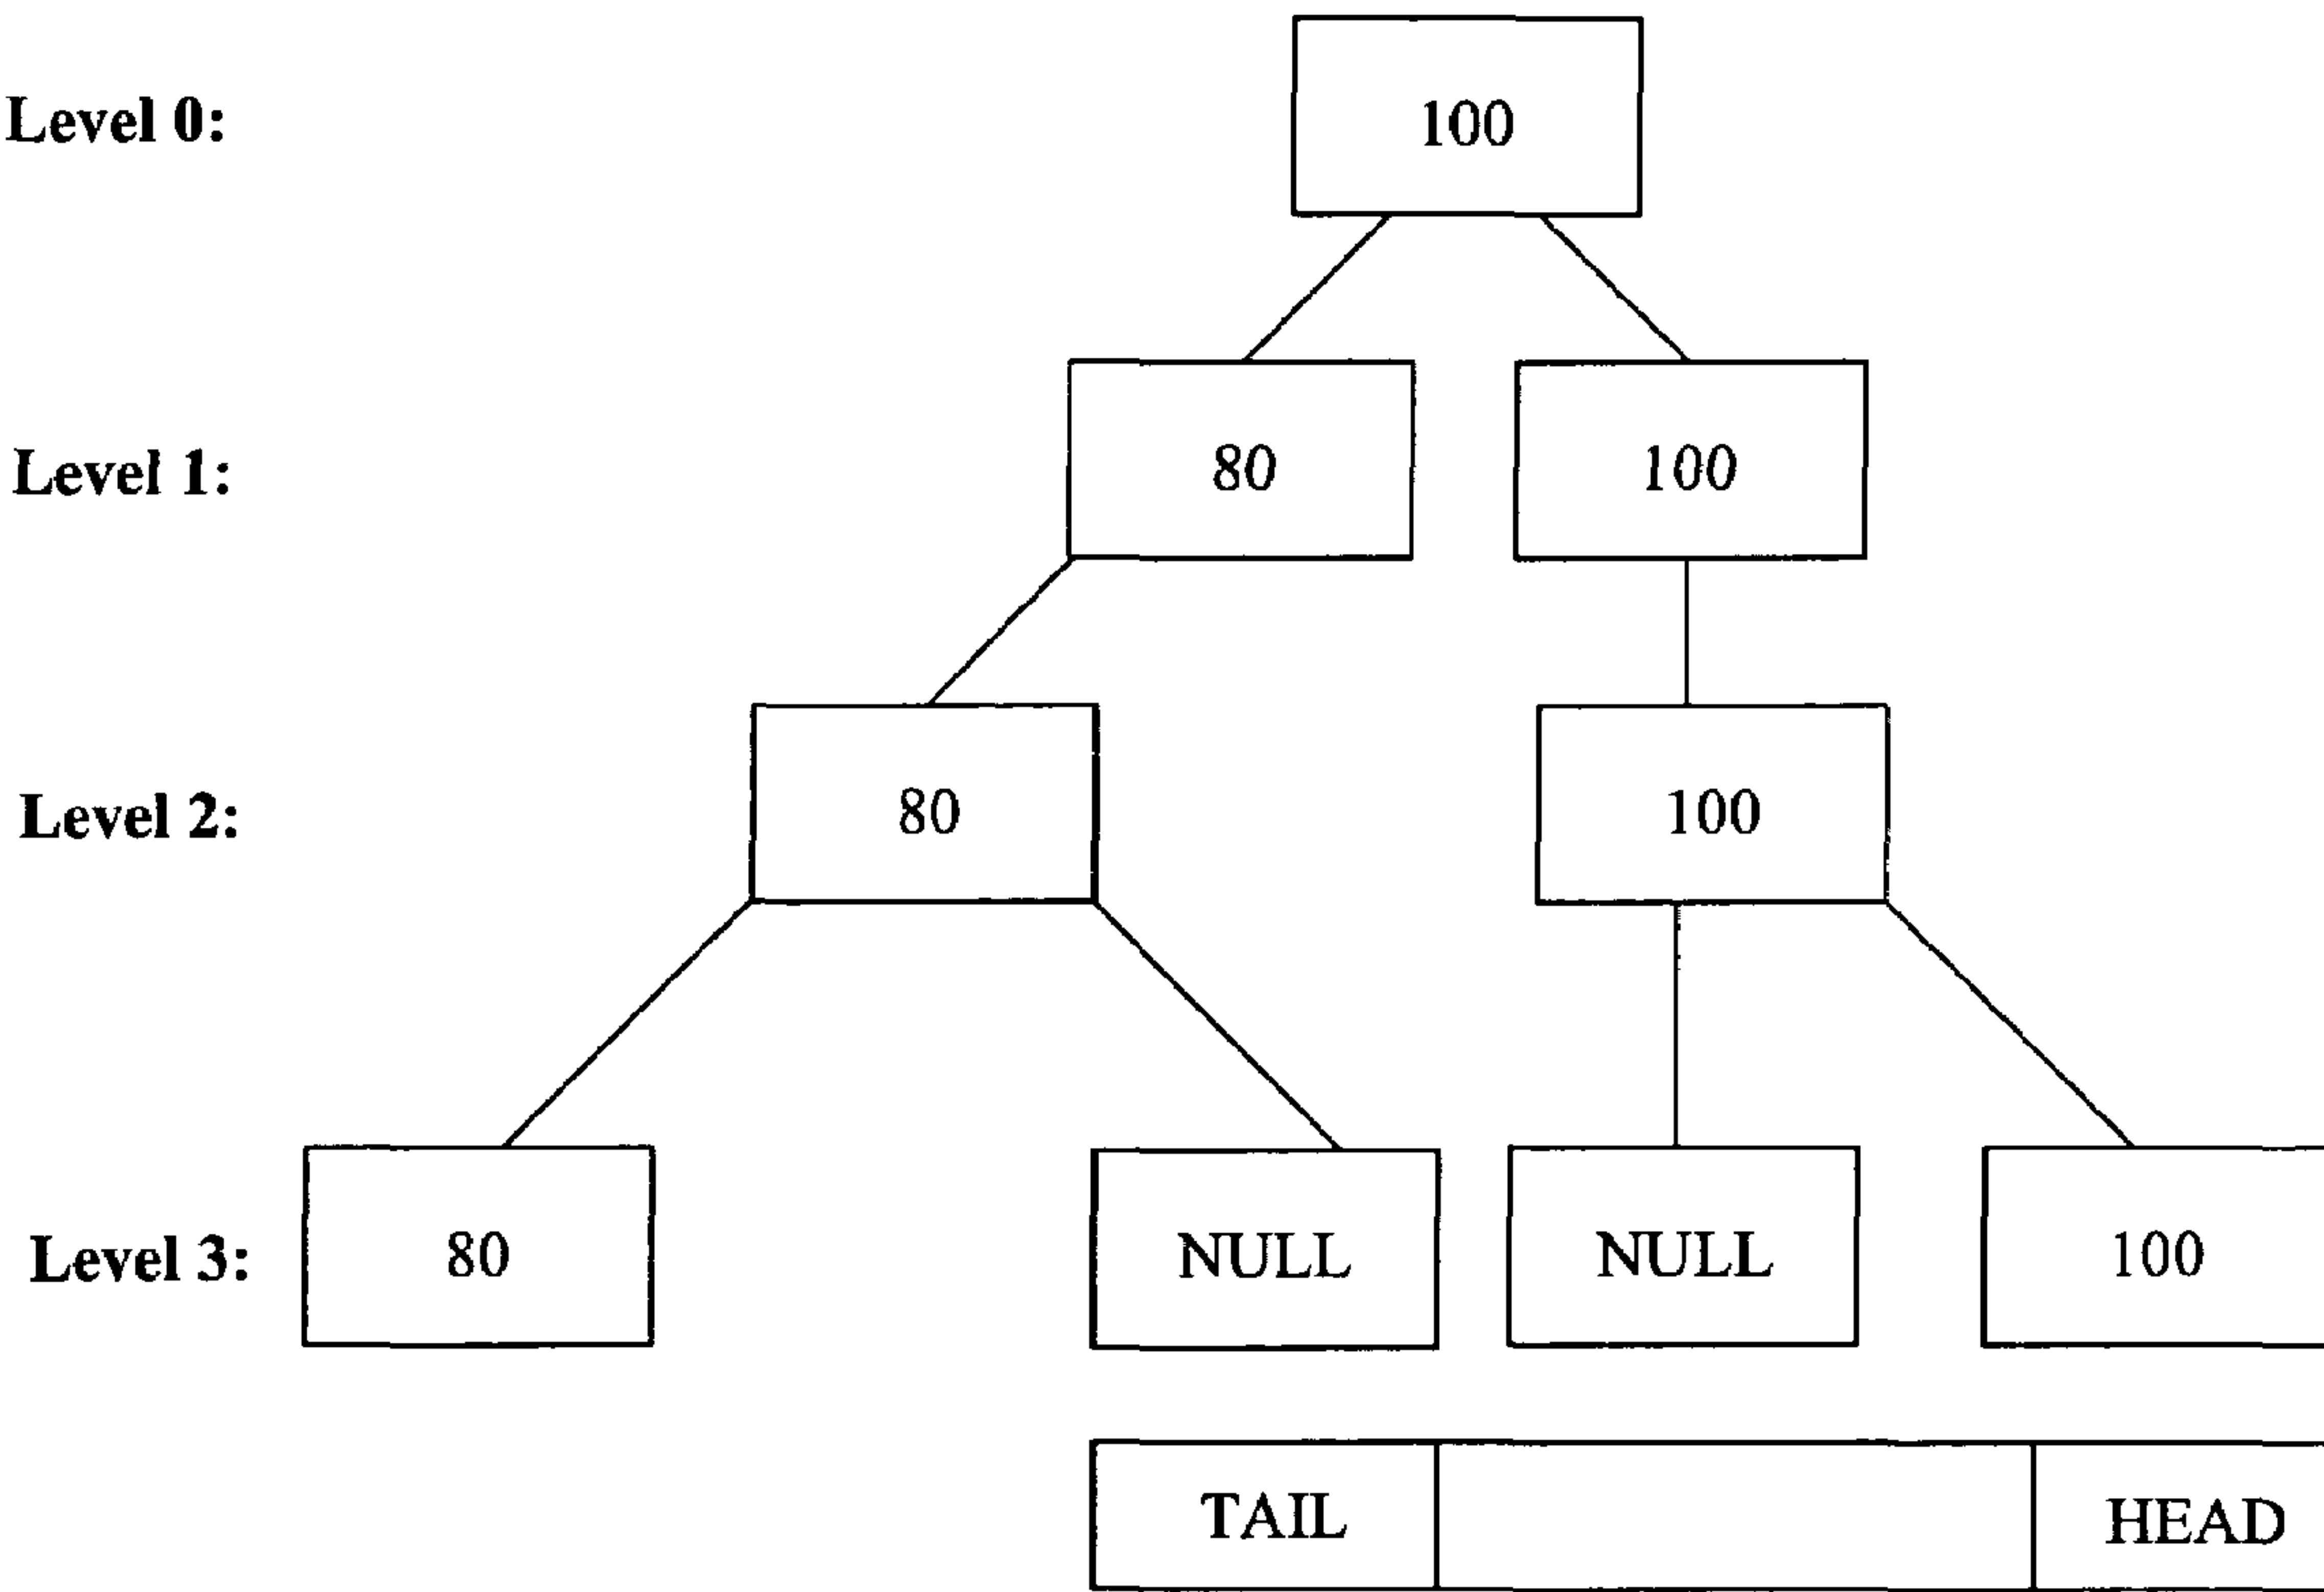 Level 0: 100
Level 1: 80 100
Level 2: 80 100
Level 3: 80 NULL NULL 100
TAIL HEAD